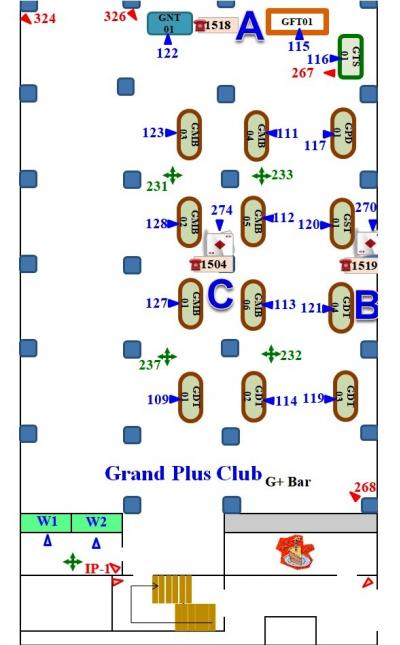 324
326
GNT
01
1518
A
GFT01
122
115
116
GTS
01
267
123
GMB
03
GMB
04
111
GPD
01
117
231
233
128
GMB
02
274
GMB
05
112
120
GST
01
270
1504
1519
127
GMB
01
C
GMB
06
113
121
GDT
04
B
237
232
109
GDT
01
GDT
02
114
119
GDT
03
Grand Plus Club
G+ Bar
268
W1
W2
IP-1